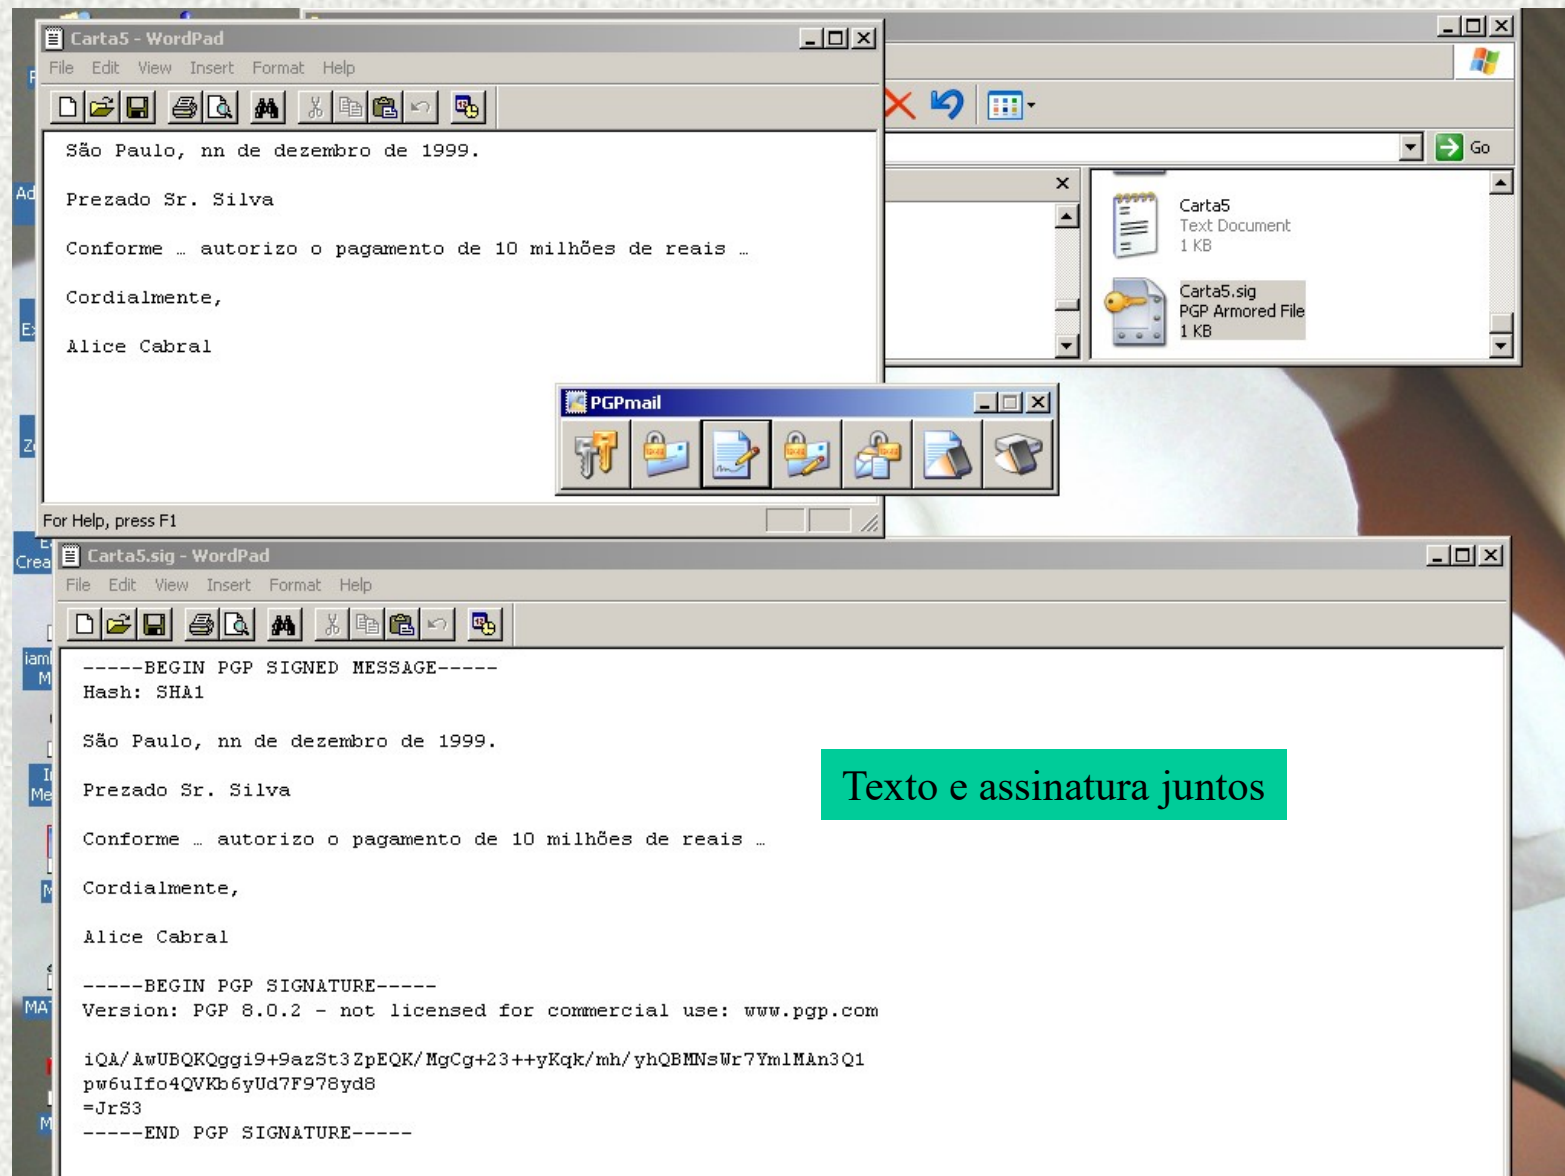 Carta5 - WordPad
File Edit View Insert Format Help
São Paulo, nn de dezembro de 1999.
Prezado Sr. Silva
Conforme … autorizo o pagamento de 10 milhões de reais …
Cordialmente,
Alice Cabral
For Help, press F1
Go
Carta5
Text Document
1 KB
Carta5.sig
PGP Armored File
1 KB
PGPmail
Carta5.sig - WordPad
File Edit View Insert Format Help
-----BEGIN PGP SIGNED MESSAGE-----
Hash: SHA1
São Paulo, nn de dezembro de 1999.
Prezado Sr. Silva
Conforme … autorizo o pagamento de 10 milhões de reais …
Cordialmente,
Alice Cabral
-----BEGIN PGP SIGNATURE-----
Version: PGP 8.0.2 - not licensed for commercial use: www.pgp.com
iQA/AwUBQKQggi9+9azSt3ZpEQK/MgCg+23++yKqk/mh/yhQBMNsWr7YmlMAn3Q1
pw6uIfo4QVKb6yUd7F978yd8
=JrS3
-----END PGP SIGNATURE-----
Texto e assinatura juntos